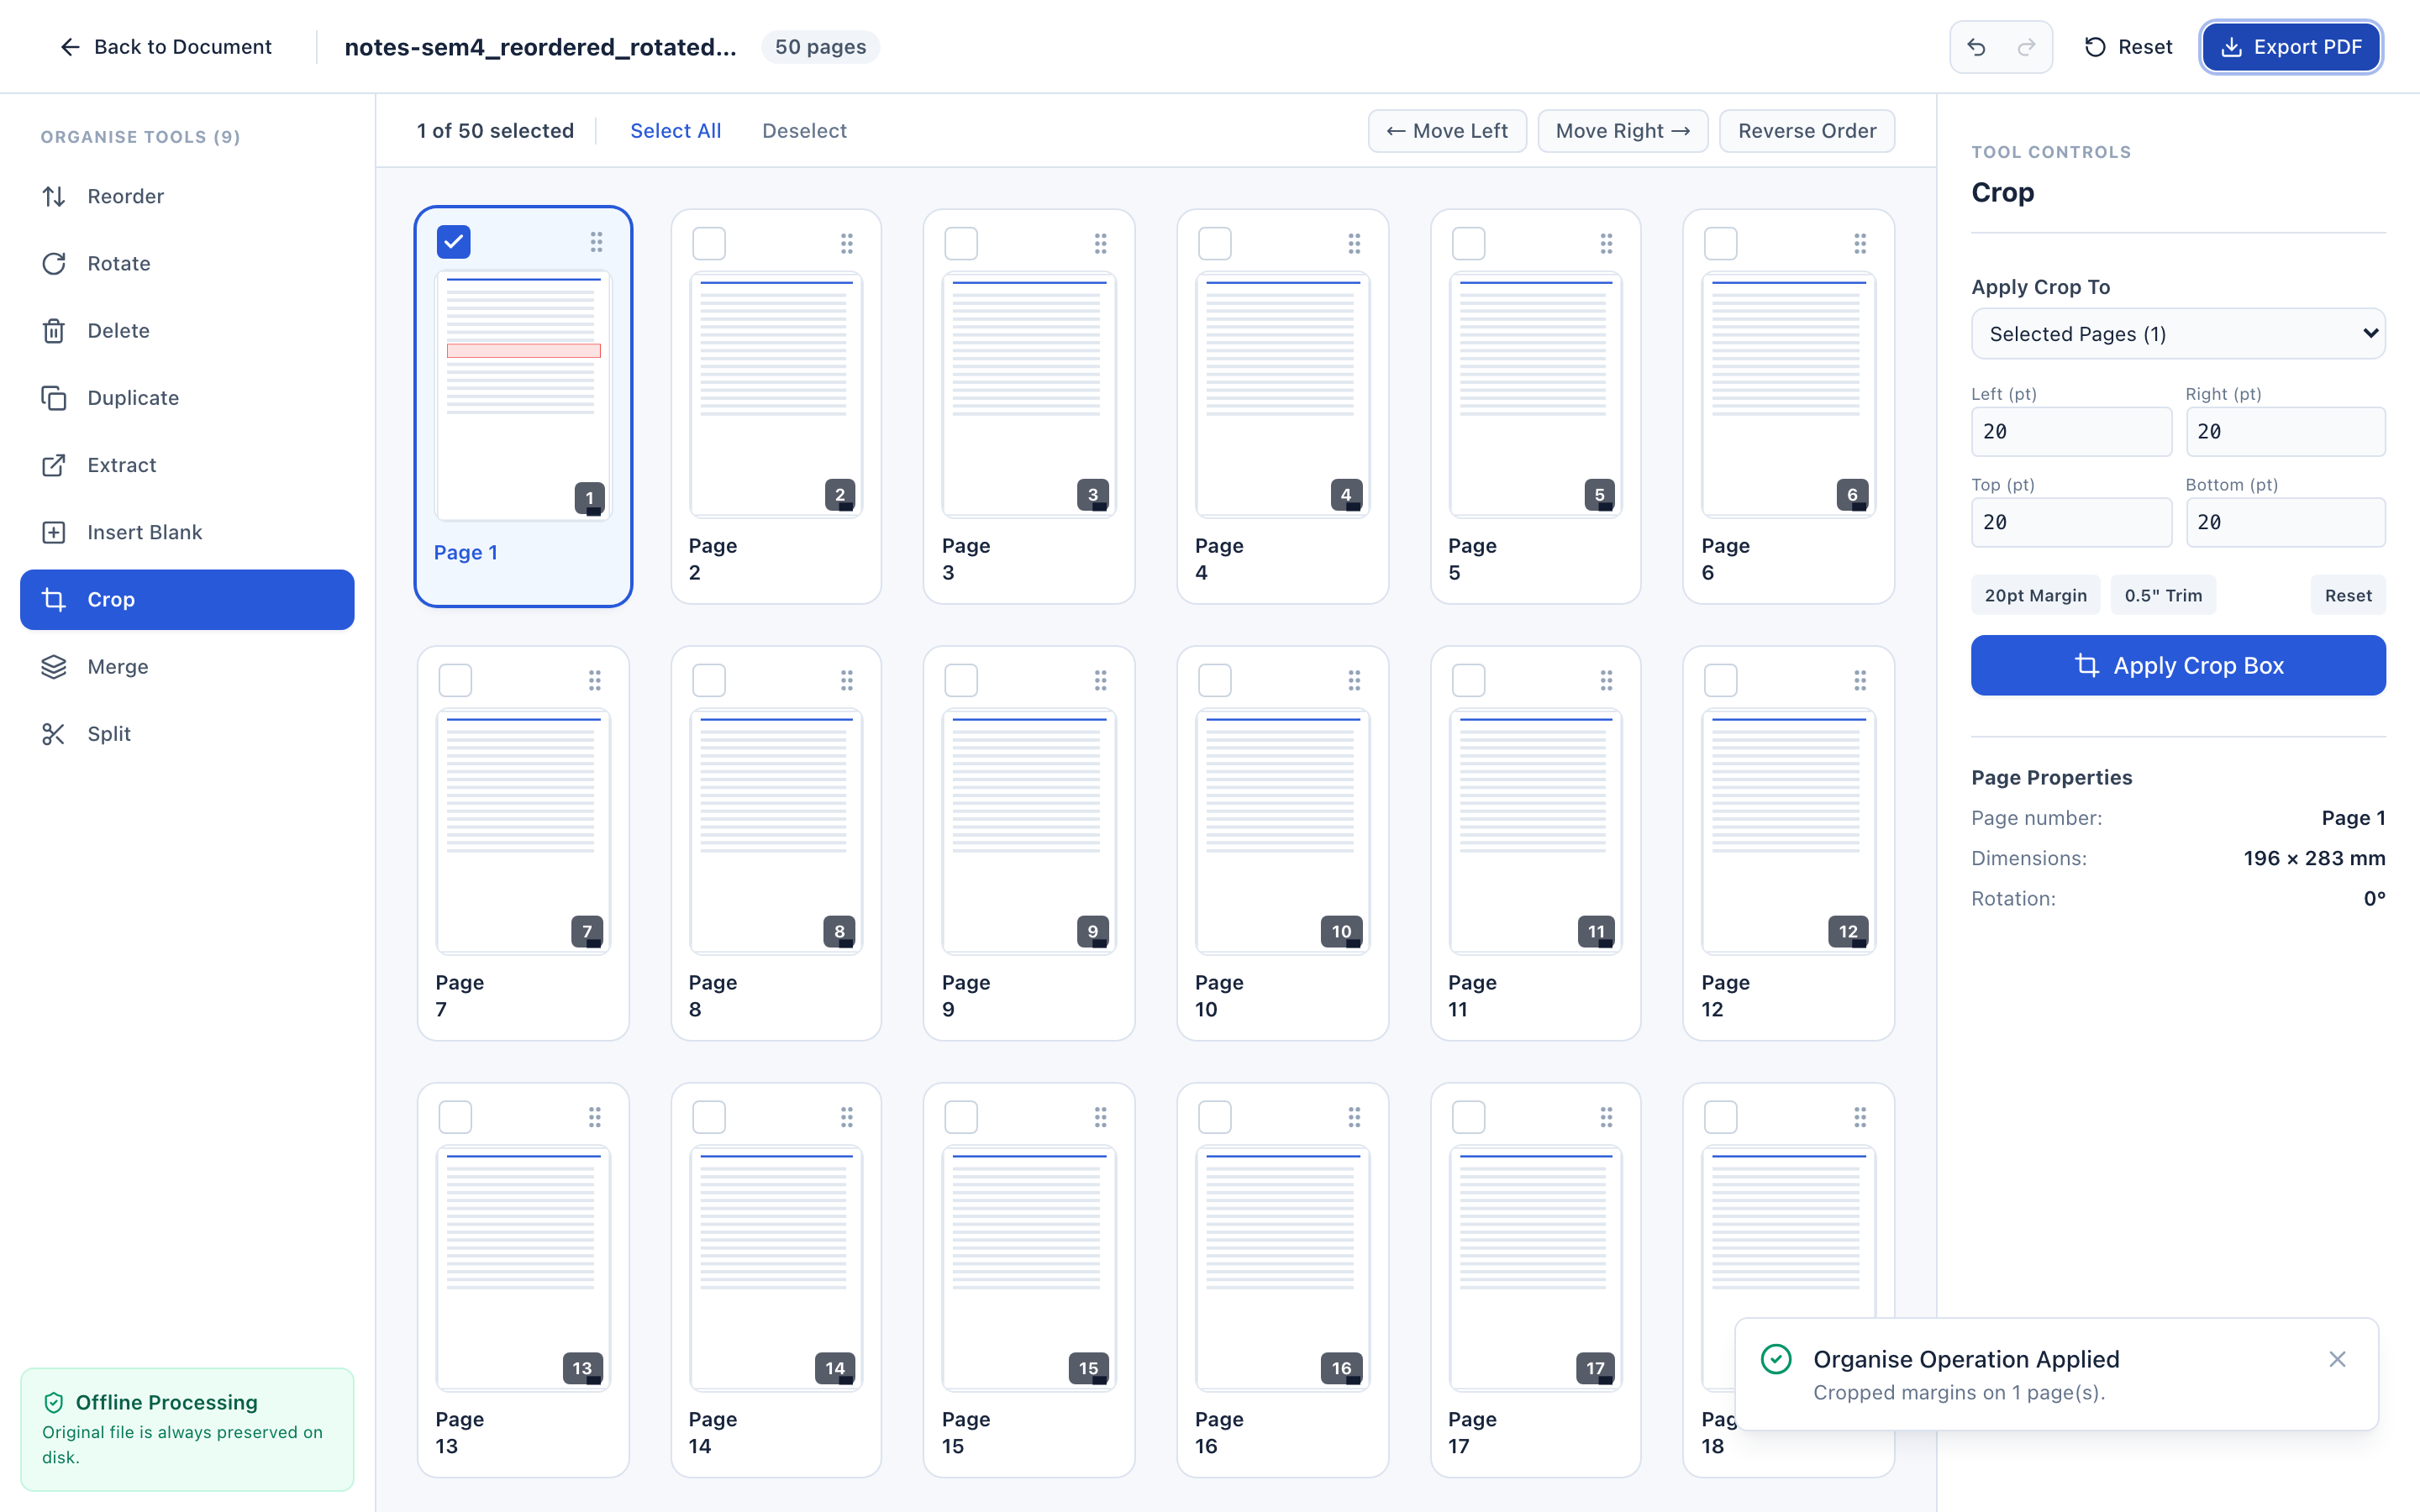 Back to Document
notes-sem4_reordered_rotated...
50 pages
Reset
Export PDF
ORGANISE TOOLS (9)
Reorder
Rotate
Delete
Duplicate
Extract
Insert Blank
Crop
Merge
Split
Offline Processing
Original file is always preserved on
disk.
1 of 50 selected
Select All
Deselect
← Move Left
Move Right →
Reverse Order
1
Page 1
2
Page
2
3
Page
3
4
Page
4
5
Page
5
6
Page
6
7
Page
7
8
Page
8
9
Page
9
10
Page
10
11
Page
11
12
Page
12
13
Page
13
14
Page
14
15
Page
15
16
Page
16
17
Page
17
Pag
18
TOOL CONTROLS
Crop
Apply Crop To
Selected Pages (1)
Left (pt)
Right (pt)
20
20
Top (pt)
Bottom (pt)
20
20
20pt Margin
0.5" Trim
Reset
Apply Crop Box
Page Properties
Page number:
Page 1
Dimensions:
196 × 283 mm
Rotation:
0°
Organise Operation Applied
Cropped margins on 1 page(s).